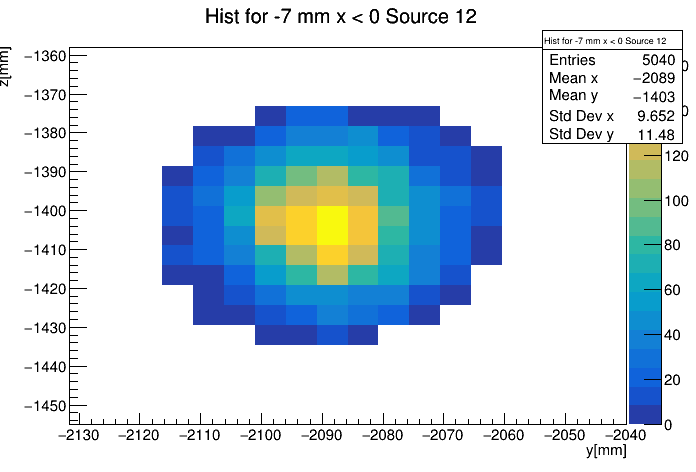 Hist for -7 mm x < 0 Source 12
z[mm]
Hist for -7 mm x < 0 Source 12
Entries 5040
Mean x −2089
Mean y −1403
Std Dev x 9.652
Std Dev y 11.48
−1360
−1370
−1380
−1390
−1400
−1410
−1420
−1430
−1440
−1450
120
100
80
60
40
20
0
−2130 −2120 −2110 −2100 −2090 −2080 −2070 −2060 −2050 −2040
y[mm]